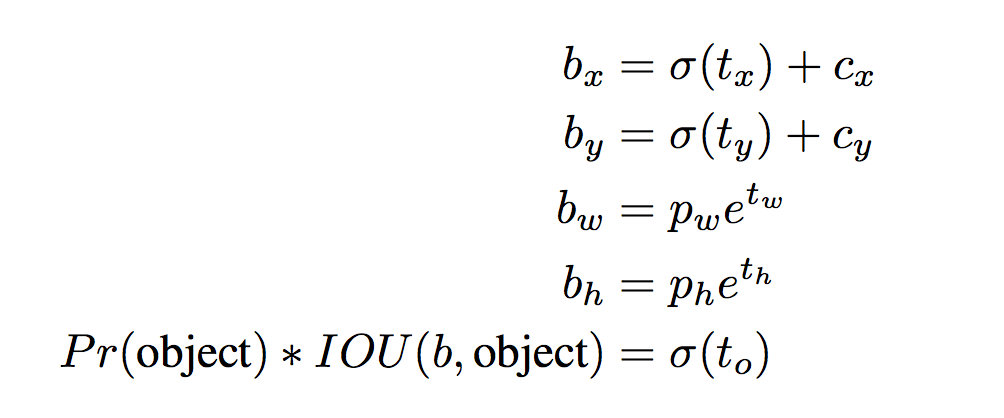 b_x = σ(t_x) + c_x
b_y = σ(t_y) + c_y
b_w = p_w e^{t_w}
b_h = p_h e^{t_h}
Pr(object) * IOU(b, object) = σ(t_o)